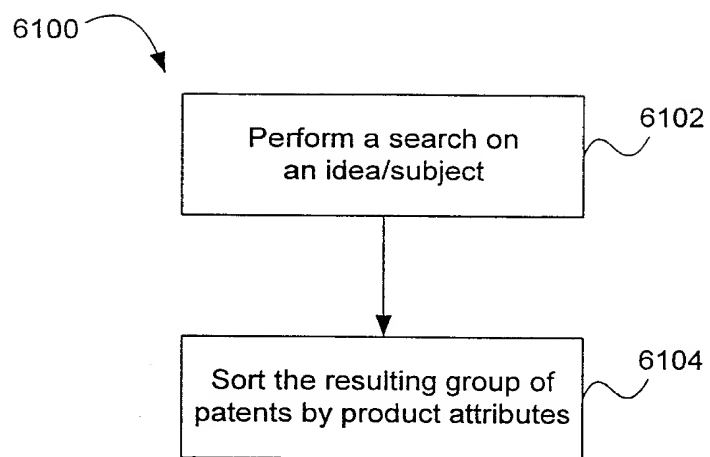 6100
6102
Perform a search on
an idea/subject
6104
Sort the resulting group of
patents by product attributes